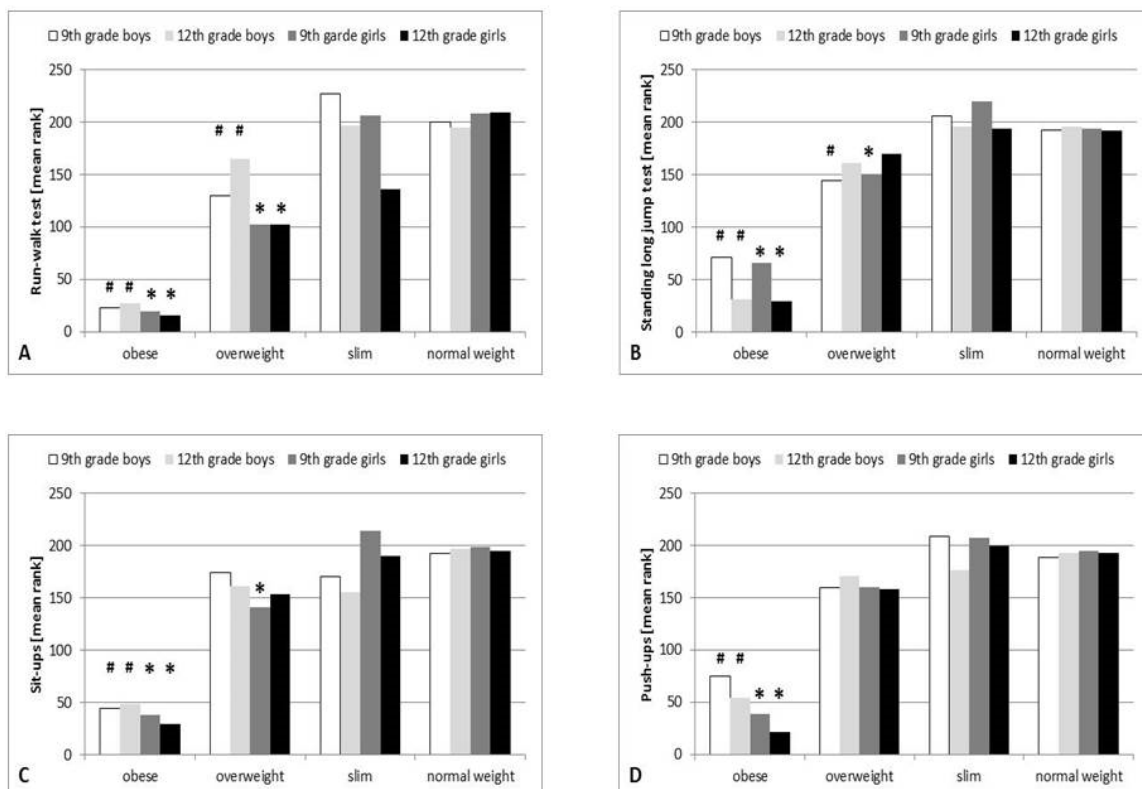 9th grade boys 12th grade boys 9th garde girls 12th grade girls
250
200
150
100
50
0
Run-walk test [mean rank]
# # * *
# # * *
obese overweight slim normal weight
A
9th grade boys 12th grade boys 9th grade girls 12th grade girls
250
200
150
100
50
0
Standing long jump test [mean rank]
# # * *
# *
obese overweight slim normal weight
B
9th grade boys 12th grade boys 9th grade girls 12th grade girls
250
200
150
100
50
0
Sit-ups [mean rank]
# # * *
*
obese overweight slim normal weight
C
9th grade boys 12th grade boys 9th grade girls 12th grade girls
250
200
150
100
50
0
Push-ups [mean rank]
# # * *
obese overweight slim normal weight
D